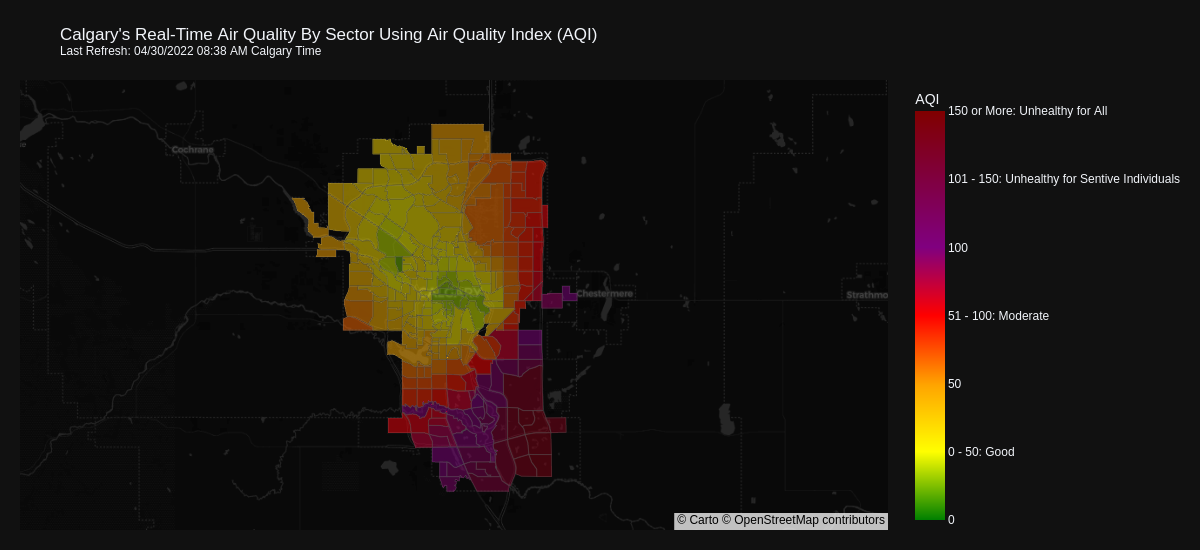 Calgary's Real-Time Air Quality By Sector Using Air Quality Index (AQI)
Last Refresh: 04/30/2022 08:38 AM Calgary Time
AQI
150 or More: Unhealthy for All
Cochrane
101 - 150: Unhealthy for Sentive Individuals
100
Chestermere
Strathmo
51 - 100: Moderate
50
0 - 50: Good
0
© Carto © OpenStreetMap contributors